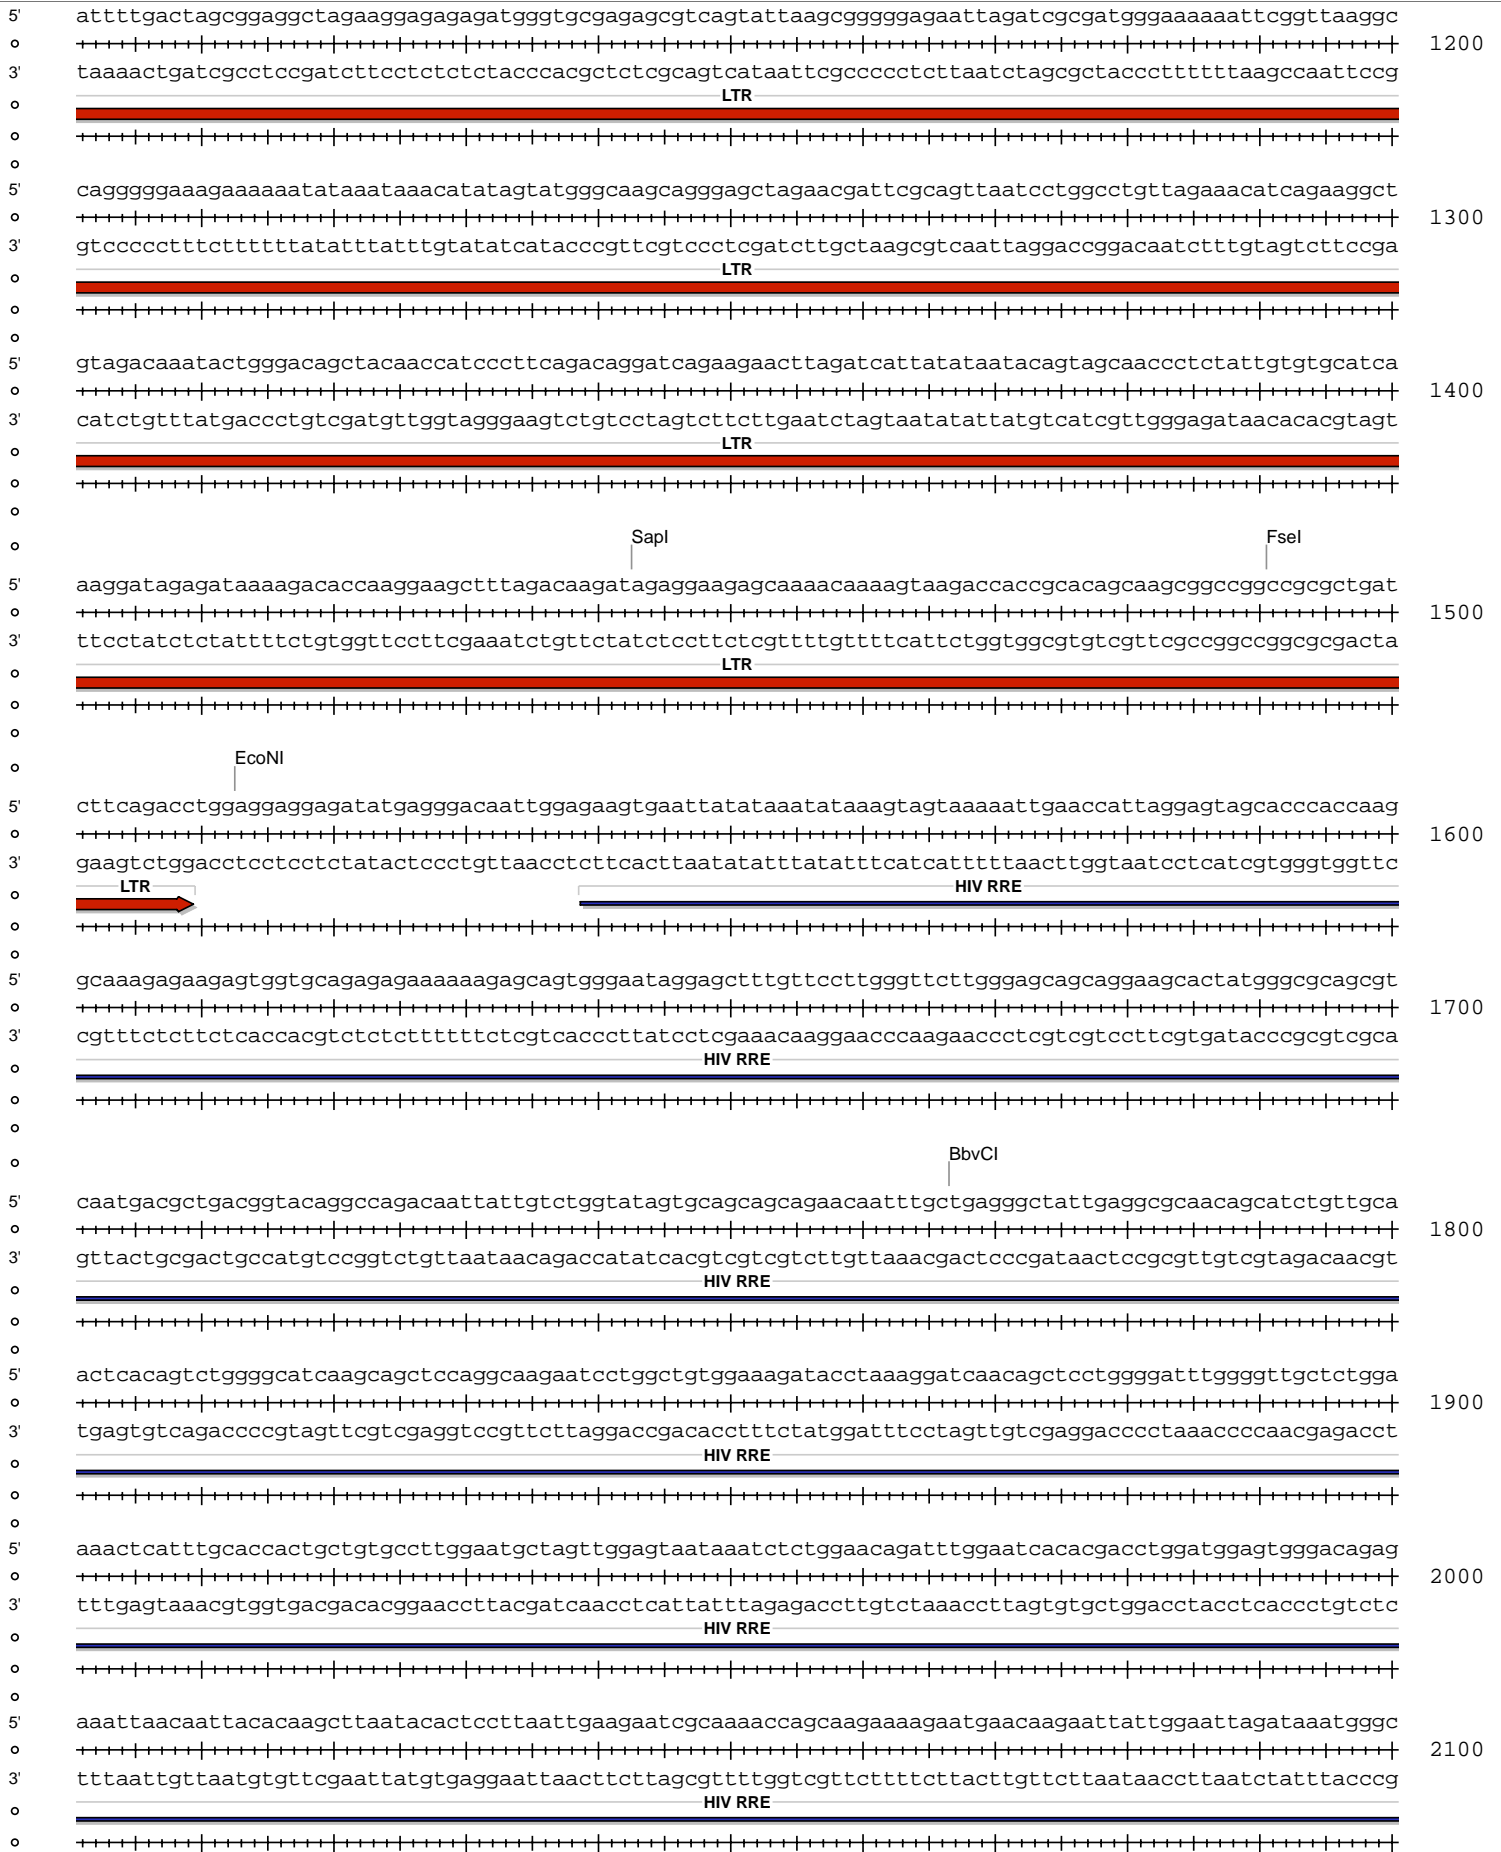 5' attttgactagcggaggctagaaggagagagatgggtgcgagagcgtcagtattaagcgggggagaattagatcgcgatgggaaaaaattcggttaaggc
1200
3' taaaactgatcgcctccgatcttcctctctctacccacgctctcgcagtcataattcgccccctcttaatctagcgctacccttttttaagccaattccg
LTR
5' cagggggaaagaaaaaatataaataaacatatagtatgggcaagcagggagctagaacgattcgcagttaatcctggcctgttagaaacatcagaaggct
1300
3' gtccccctttcttttttatatttatttgtatatcatacccgttcgtccctcgatcttgctaagcgtcaattaggaccggacaatctttgtagtcttccga
LTR
5' gtagacaaatactgggacagctacaaccatcccttcagacaggatcagaagaacttagatcattatataatacagtagcaaccctctattgtgtgcatca
1400
3' catctgtttatgaccctgtcgatgttggtagggaagtctgtcctagtcttcttgaatctagtaatatattatgtcatcgttgggagataacacacgtagt
LTR
SapI FseI
5' aaggatagagataaaagacaccaaggaagctttagacaagatagaggaagagcaaaacaaaagtaagaccaccgcacagcaagcggccggccgcgctgat
1500
3' ttcctatctctattttctgtggttccttcgaaatctgttctatctccttctcgttttgttttcattctggtggcgtgtcgttcgccggccggcgcgacta
LTR
EcoNI
5' cttcagacctggaggaggagatatgagggacaattggagaagtgaattatataaatataaagtagtaaaaattgaaccattaggagtagcacccaccaag
1600
3' gaagtctggacctcctcctctatactccctgttaacctcttcacttaatatatttatatttcatcatttttaacttggtaatcctcatcgtgggtggttc
LTR HIV RRE
5' gcaaagagaagagtggtgcagagagaaaaaagagcagtgggaataggagctttgttccttgggttcttgggagcagcaggaagcactatgggcgcagcgt
1700
3' cgtttctcttctcaccacgtctctcttttttctcgtcacccttatcctcgaaacaaggaacccaagaaccctcgtcgtccttcgtgatacccgcgtcgca
HIV RRE
BbvCI
5' caatgacgctgacggtacaggccagacaattattgtctggtatagtgcagcagcagaacaatttgctgagggctattgaggcgcaacagcatctgttgca
1800
3' gttactgcgactgccatgtccggtctgttaataacagaccatatcacgtcgtcgtcttgttaaacgactcccgataactccgcgttgtcgtagacaacgt
HIV RRE
5' actcacagtctggggcatcaagcagctccaggcaagaatcctggctgtggaaagatacctaaaggatcaacagctcctggggatttggggttgctctgga
1900
3' tgagtgtcagaccccgtagttcgtcgaggtccgttcttaggaccgacacctttctatggatttcctagttgtcgaggacccctaaaccccaacgagacct
HIV RRE
5' aaactcatttgcaccactgctgtgccttggaatgctagttggagtaataaatctctggaacagatttggaatcacacgacctggatggagtgggacagag
2000
3' tttgagtaaacgtggtgacgacacggaaccttacgatcaacctcattatttagagaccttgtctaaaccttagtgtgctggacctacctcaccctgtctc
HIV RRE
5' aaattaacaattacacaagcttaatacactccttaattgaagaatcgcaaaaccagcaagaaaagaatgaacaagaattattggaattagataaatgggc
2100
3' tttaattgttaatgtgttcgaattatgtgaggaattaacttcttagcgttttggtcgttcttttcttacttgttcttaataaccttaatctatttacccg
HIV RRE